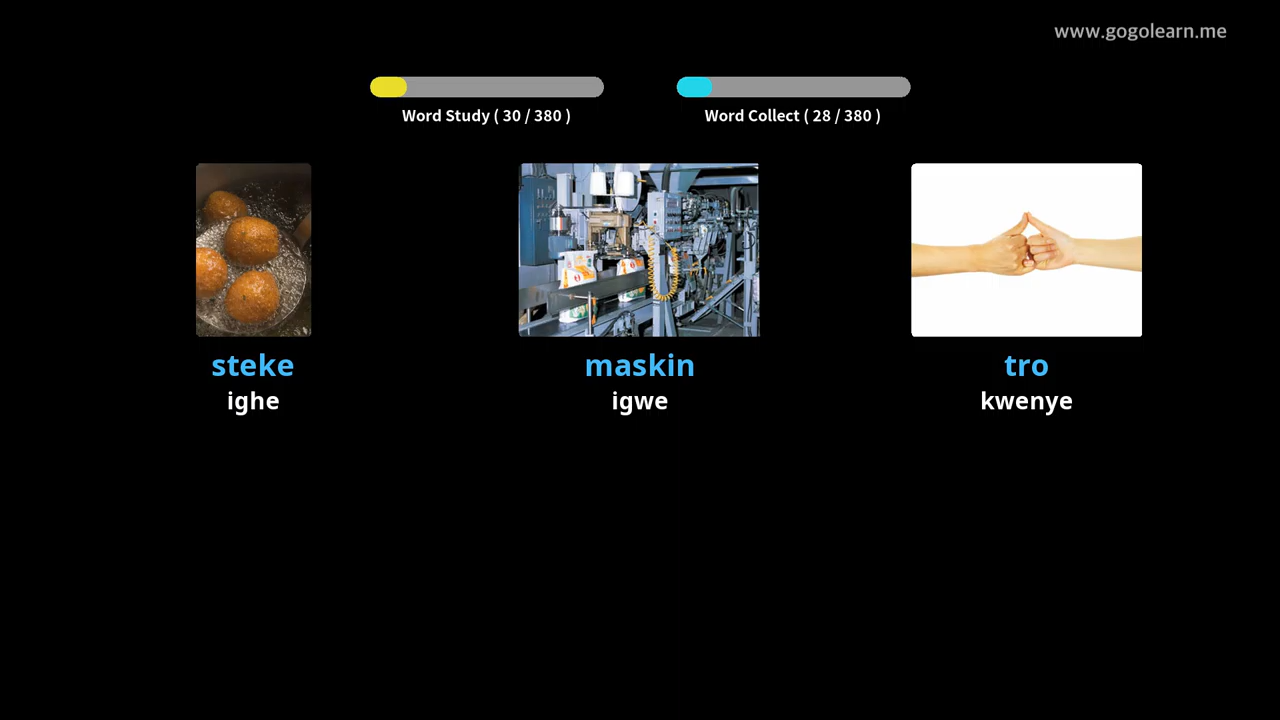 www.gogolearn.me
Word Study ( 30 / 380 )
Word Collect ( 28 / 380 )
steke
ighe
maskin
igwe
tro
kwenye